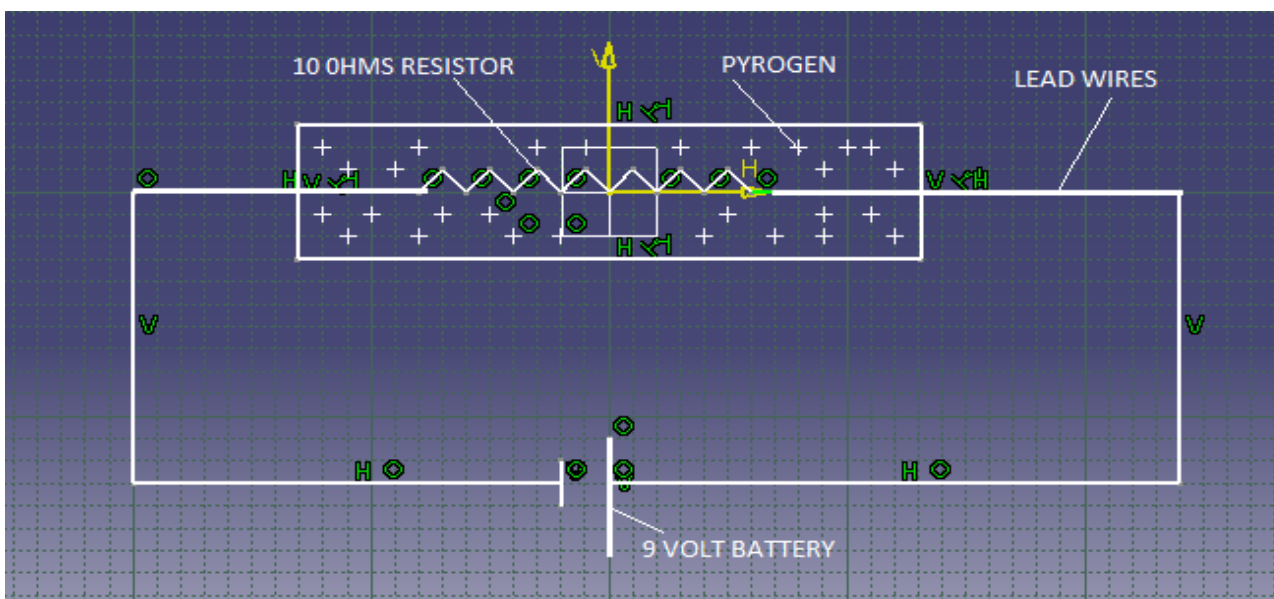 10 0HMS RESISTOR
PYROGEN
LEAD WIRES
V
H
H
H V
V H
H
V
V
H
H
9 VOLT BATTERY